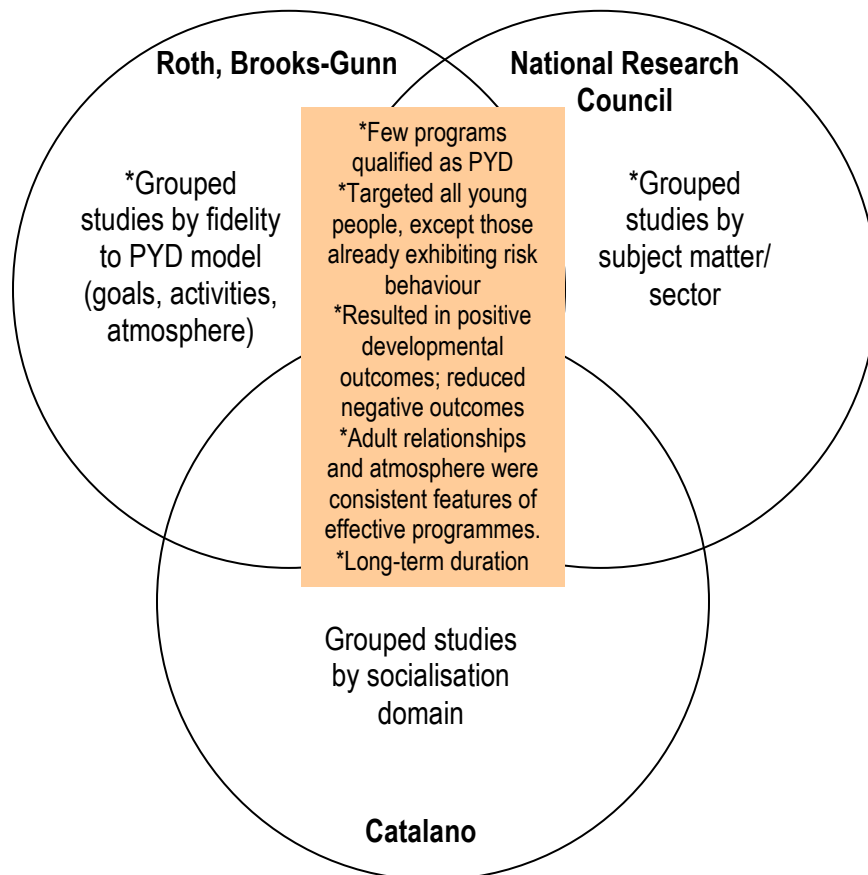 Roth, Brooks-Gunn
National Research
Council
*Grouped
studies by fidelity
to PYD model
(goals, activities,
atmosphere)
*Few programs
qualified as PYD
*Targeted all young
people, except those
already exhibiting risk
behaviour
*Resulted in positive
developmental
outcomes; reduced
negative outcomes
*Adult relationships
and atmosphere were
consistent features of
effective programmes.
*Long-term duration
*Grouped
studies by
subject matter/
sector
Grouped studies
by socialisation
domain
Catalano